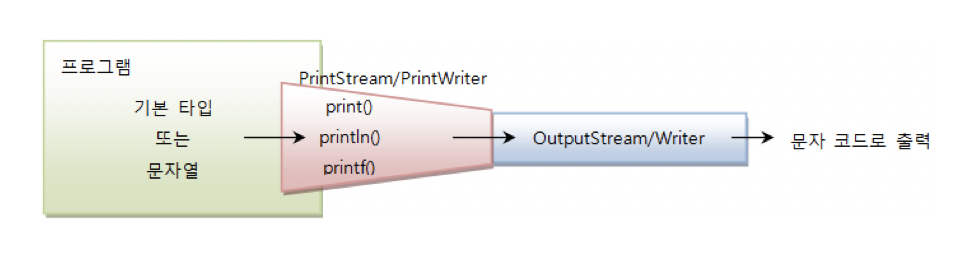 프로그램
기본 타입
또는
문자열
PrintStream/PrintWriter
print()
println()
printf()
OutputStream/Writer
문자 코드로 출력